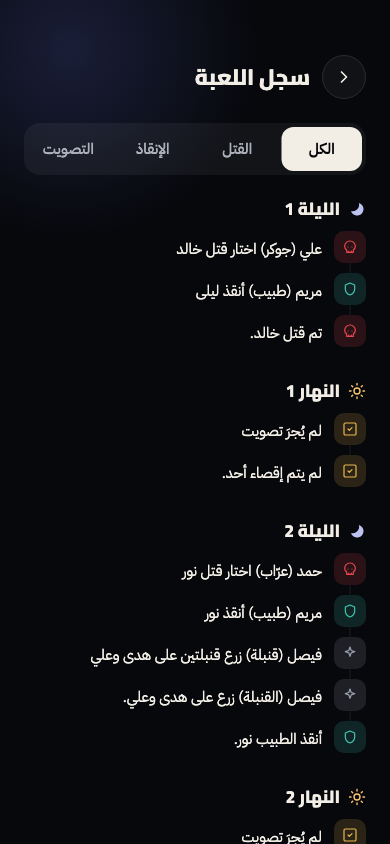 سجل اللعبة
الكل القتل الإنقاذ التصويت
الليلة 1
علي (جوكر) اختار قتل خالد
مريم (طبيب) أنقذ ليلى
تم قتل خالد.
النهار 1
لم يُجرَ تصويت
لم يتم إقصاء أحد.
الليلة 2
حمد (عرّاب) اختار قتل نور
مريم (طبيب) أنقذ نور
فيصل (قنبلة) زرع قنبلتين على هدى وعلي
فيصل (القنبلة) زرع على هدى وعلي.
أنقذ الطبيب نور.
النهار 2
لم يُجرَ تصويت